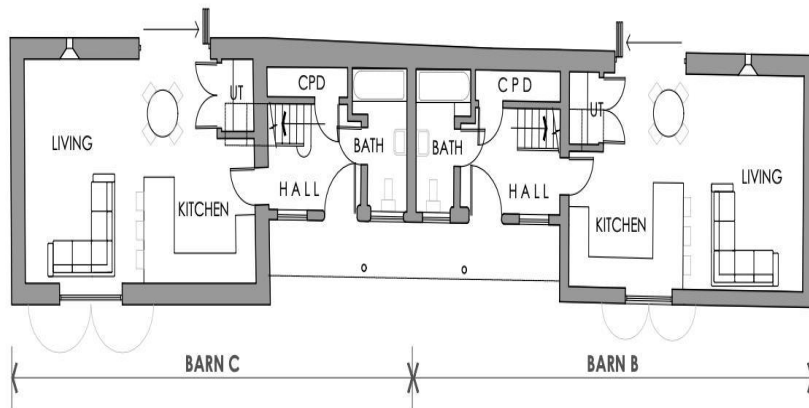 CPD
CPD
UT
UT
LIVING
BATH
BATH
HALL
HALL
LIVING
KITCHEN
KITCHEN
BARN C
BARN B